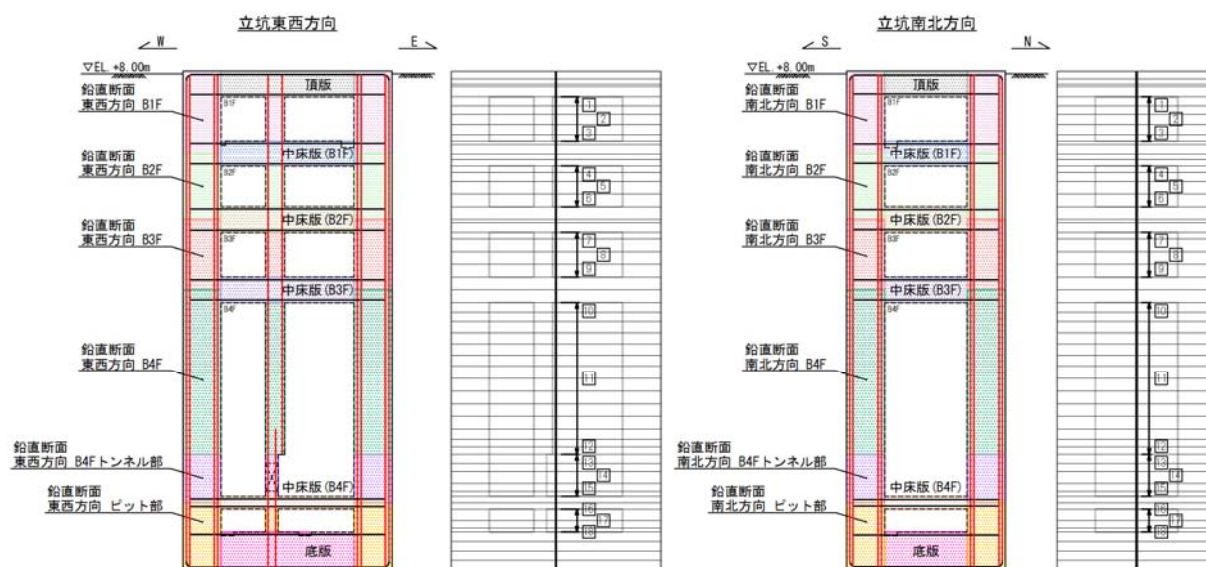 立坑東西方向
W
E
▽EL.+8.00m
頂版
鉛直断面
東西方向 B1F
B1F
中床版(B1F)
鉛直断面
東西方向 B2F
B2F
中床版(B2F)
鉛直断面
東西方向 B3F
B3F
中床版(B3F)
鉛直断面
東西方向 B4F
B4F
鉛直断面
東西方向 B4Fトンネル部
中床版(B4F)
鉛直断面
東西方向 ピット部
底版
1
2
3
4
5
6
7
8
9
10
11
12
13
14
15
16
17
18
立坑南北方向
S
N
▽EL.+8.00m
頂版
鉛直断面
南北方向 B1F
B1F
中床版(B1F)
鉛直断面
南北方向 B2F
B2F
中床版(B2F)
鉛直断面
南北方向 B3F
B3F
中床版(B3F)
鉛直断面
南北方向 B4F
B4F
鉛直断面
南北方向 B4Fトンネル部
中床版(B4F)
鉛直断面
南北方向 ピット部
底版
1
2
3
4
5
6
7
8
9
10
11
12
13
14
15
16
17
18